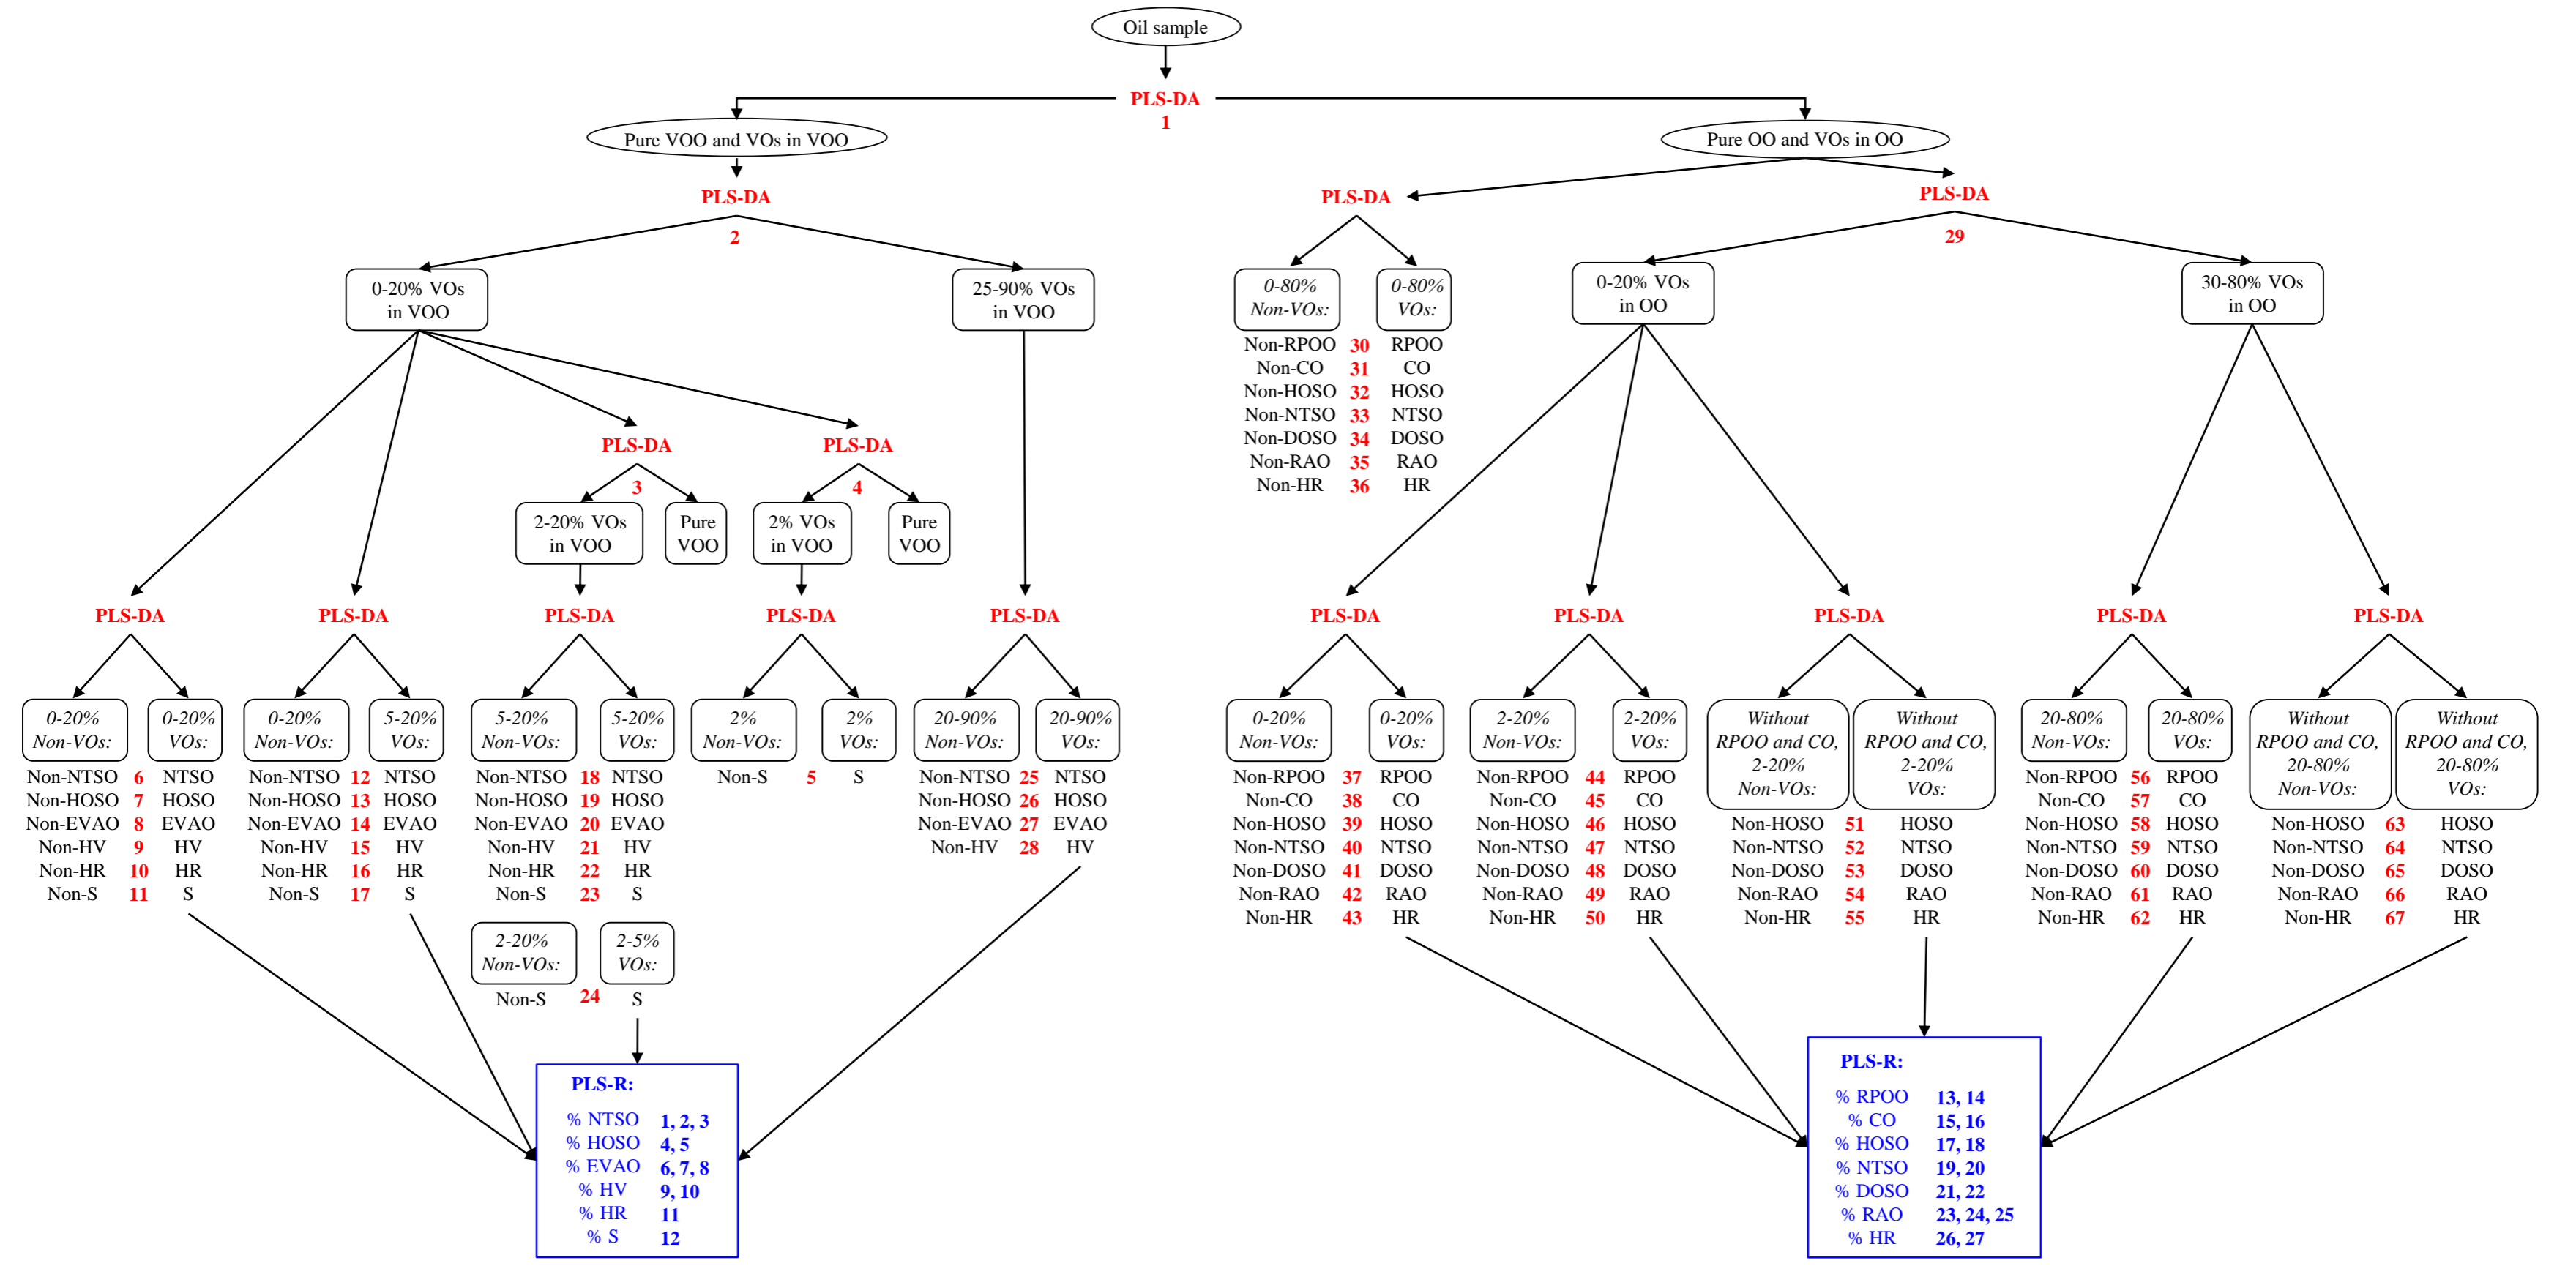 Oil sample
PLS-DA
1
Pure VOO and VOs in VOO
Pure OO and VOs in OO
PLS-DA
2
0-20% VOs
in VOO
25-90% VOs
in VOO
PLS-DA
3
2-20% VOs
in VOO
Pure
VOO
PLS-DA
4
2% VOs
in VOO
Pure
VOO
PLS-DA
0-20%
Non-VOs:
0-20%
VOs:
Non-NTSO 6 NTSO
Non-HOSO 7 HOSO
Non-EVAO 8 EVAO
Non-HV 9 HV
Non-HR 10 HR
Non-S 11 S
PLS-DA
0-20%
Non-VOs:
5-20%
VOs:
Non-NTSO 12 NTSO
Non-HOSO 13 HOSO
Non-EVAO 14 EVAO
Non-HV 15 HV
Non-HR 16 HR
Non-S 17 S
PLS-DA
5-20%
Non-VOs:
5-20%
VOs:
Non-NTSO 18 NTSO
Non-HOSO 19 HOSO
Non-EVAO 20 EVAO
Non-HV 21 HV
Non-HR 22 HR
Non-S 23 S
2-20%
Non-VOs:
2-5%
VOs:
Non-S 24 S
PLS-DA
2%
Non-VOs:
2%
VOs:
Non-S 5 S
PLS-DA
20-90%
Non-VOs:
20-90%
VOs:
Non-NTSO 25 NTSO
Non-HOSO 26 HOSO
Non-EVAO 27 EVAO
Non-HV 28 HV
PLS-R:
% NTSO 1, 2, 3
% HOSO 4, 5
% EVAO 6, 7, 8
% HV 9, 10
% HR 11
% S 12
PLS-DA
0-80%
Non-VOs:
0-80%
VOs:
Non-RPOO 30 RPOO
Non-CO 31 CO
Non-HOSO 32 HOSO
Non-NTSO 33 NTSO
Non-DOSO 34 DOSO
Non-RAO 35 RAO
Non-HR 36 HR
PLS-DA
29
0-20% VOs
in OO
30-80% VOs
in OO
PLS-DA
0-20%
Non-VOs:
0-20%
VOs:
Non-RPOO 37 RPOO
Non-CO 38 CO
Non-HOSO 39 HOSO
Non-NTSO 40 NTSO
Non-DOSO 41 DOSO
Non-RAO 42 RAO
Non-HR 43 HR
PLS-DA
2-20%
Non-VOs:
2-20%
VOs:
Non-RPOO 44 RPOO
Non-CO 45 CO
Non-HOSO 46 HOSO
Non-NTSO 47 NTSO
Non-DOSO 48 DOSO
Non-RAO 49 RAO
Non-HR 50 HR
PLS-DA
Without
RPOO and CO,
2-20%
Non-VOs:
Without
RPOO and CO,
2-20%
VOs:
Non-HOSO 51 HOSO
Non-NTSO 52 NTSO
Non-DOSO 53 DOSO
Non-RAO 54 RAO
Non-HR 55 HR
PLS-DA
20-80%
Non-VOs:
20-80%
VOs:
Non-RPOO 56 RPOO
Non-CO 57 CO
Non-HOSO 58 HOSO
Non-NTSO 59 NTSO
Non-DOSO 60 DOSO
Non-RAO 61 RAO
Non-HR 62 HR
PLS-DA
Without
RPOO and CO,
20-80%
Non-VOs:
Without
RPOO and CO,
20-80%
VOs:
Non-HOSO 63 HOSO
Non-NTSO 64 NTSO
Non-DOSO 65 DOSO
Non-RAO 66 RAO
Non-HR 67 HR
PLS-R:
% RPOO 13, 14
% CO 15, 16
% HOSO 17, 18
% NTSO 19, 20
% DOSO 21, 22
% RAO 23, 24, 25
% HR 26, 27